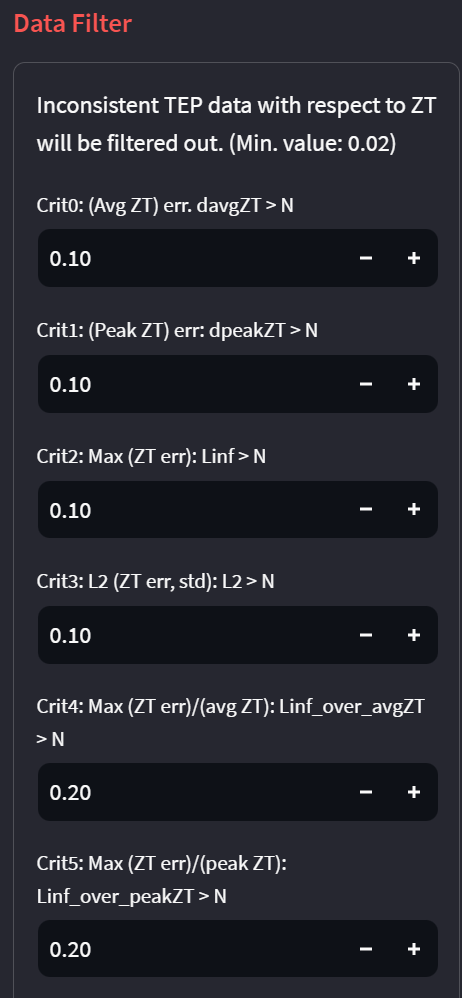 Data Filter
Inconsistent TEP data with respect to ZT
will be filtered out. (Min. value: 0.02)
Crit0: (Avg ZT) err. davgZT > N
0.10 − +
Crit1: (Peak ZT) err: dpeakZT > N
0.10 − +
Crit2: Max (ZT err): Linf > N
0.10 − +
Crit3: L2 (ZT err, std): L2 > N
0.10 − +
Crit4: Max (ZT err)/(avg ZT): Linf_over_avgZT
> N
0.20 − +
Crit5: Max (ZT err)/(peak ZT):
Linf_over_peakZT > N
0.20 − +